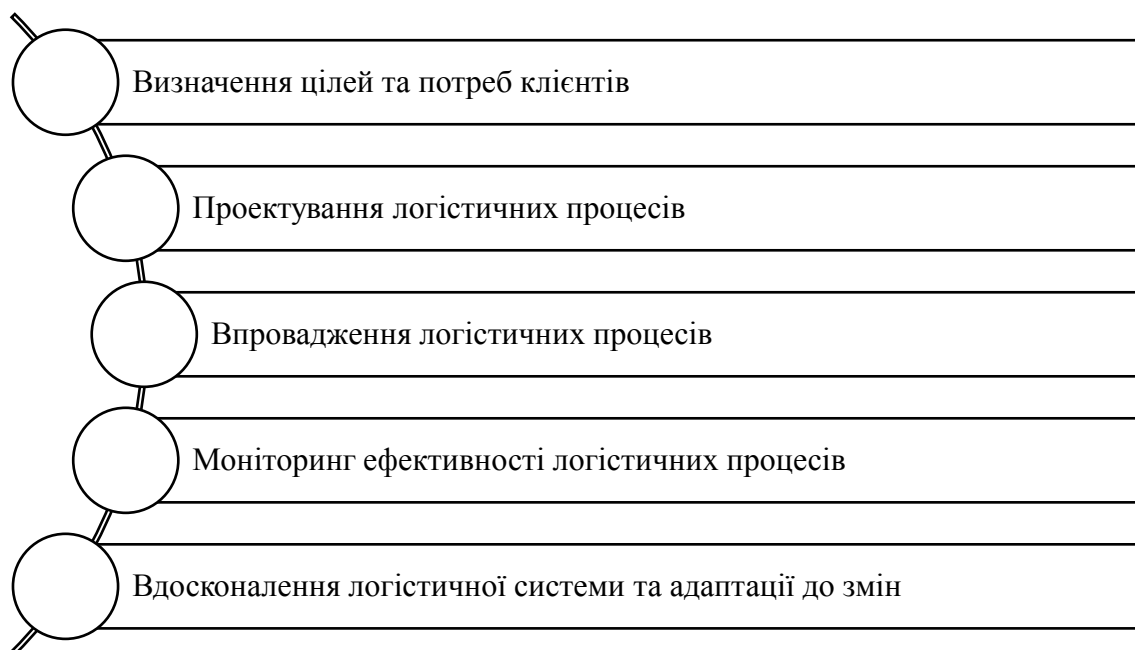 Визначення цілей та потреб клієнтів
Проектування логістичних процесів
Впровадження логістичних процесів
Моніторинг ефективності логістичних процесів
Вдосконалення логістичної системи та адаптації до змін